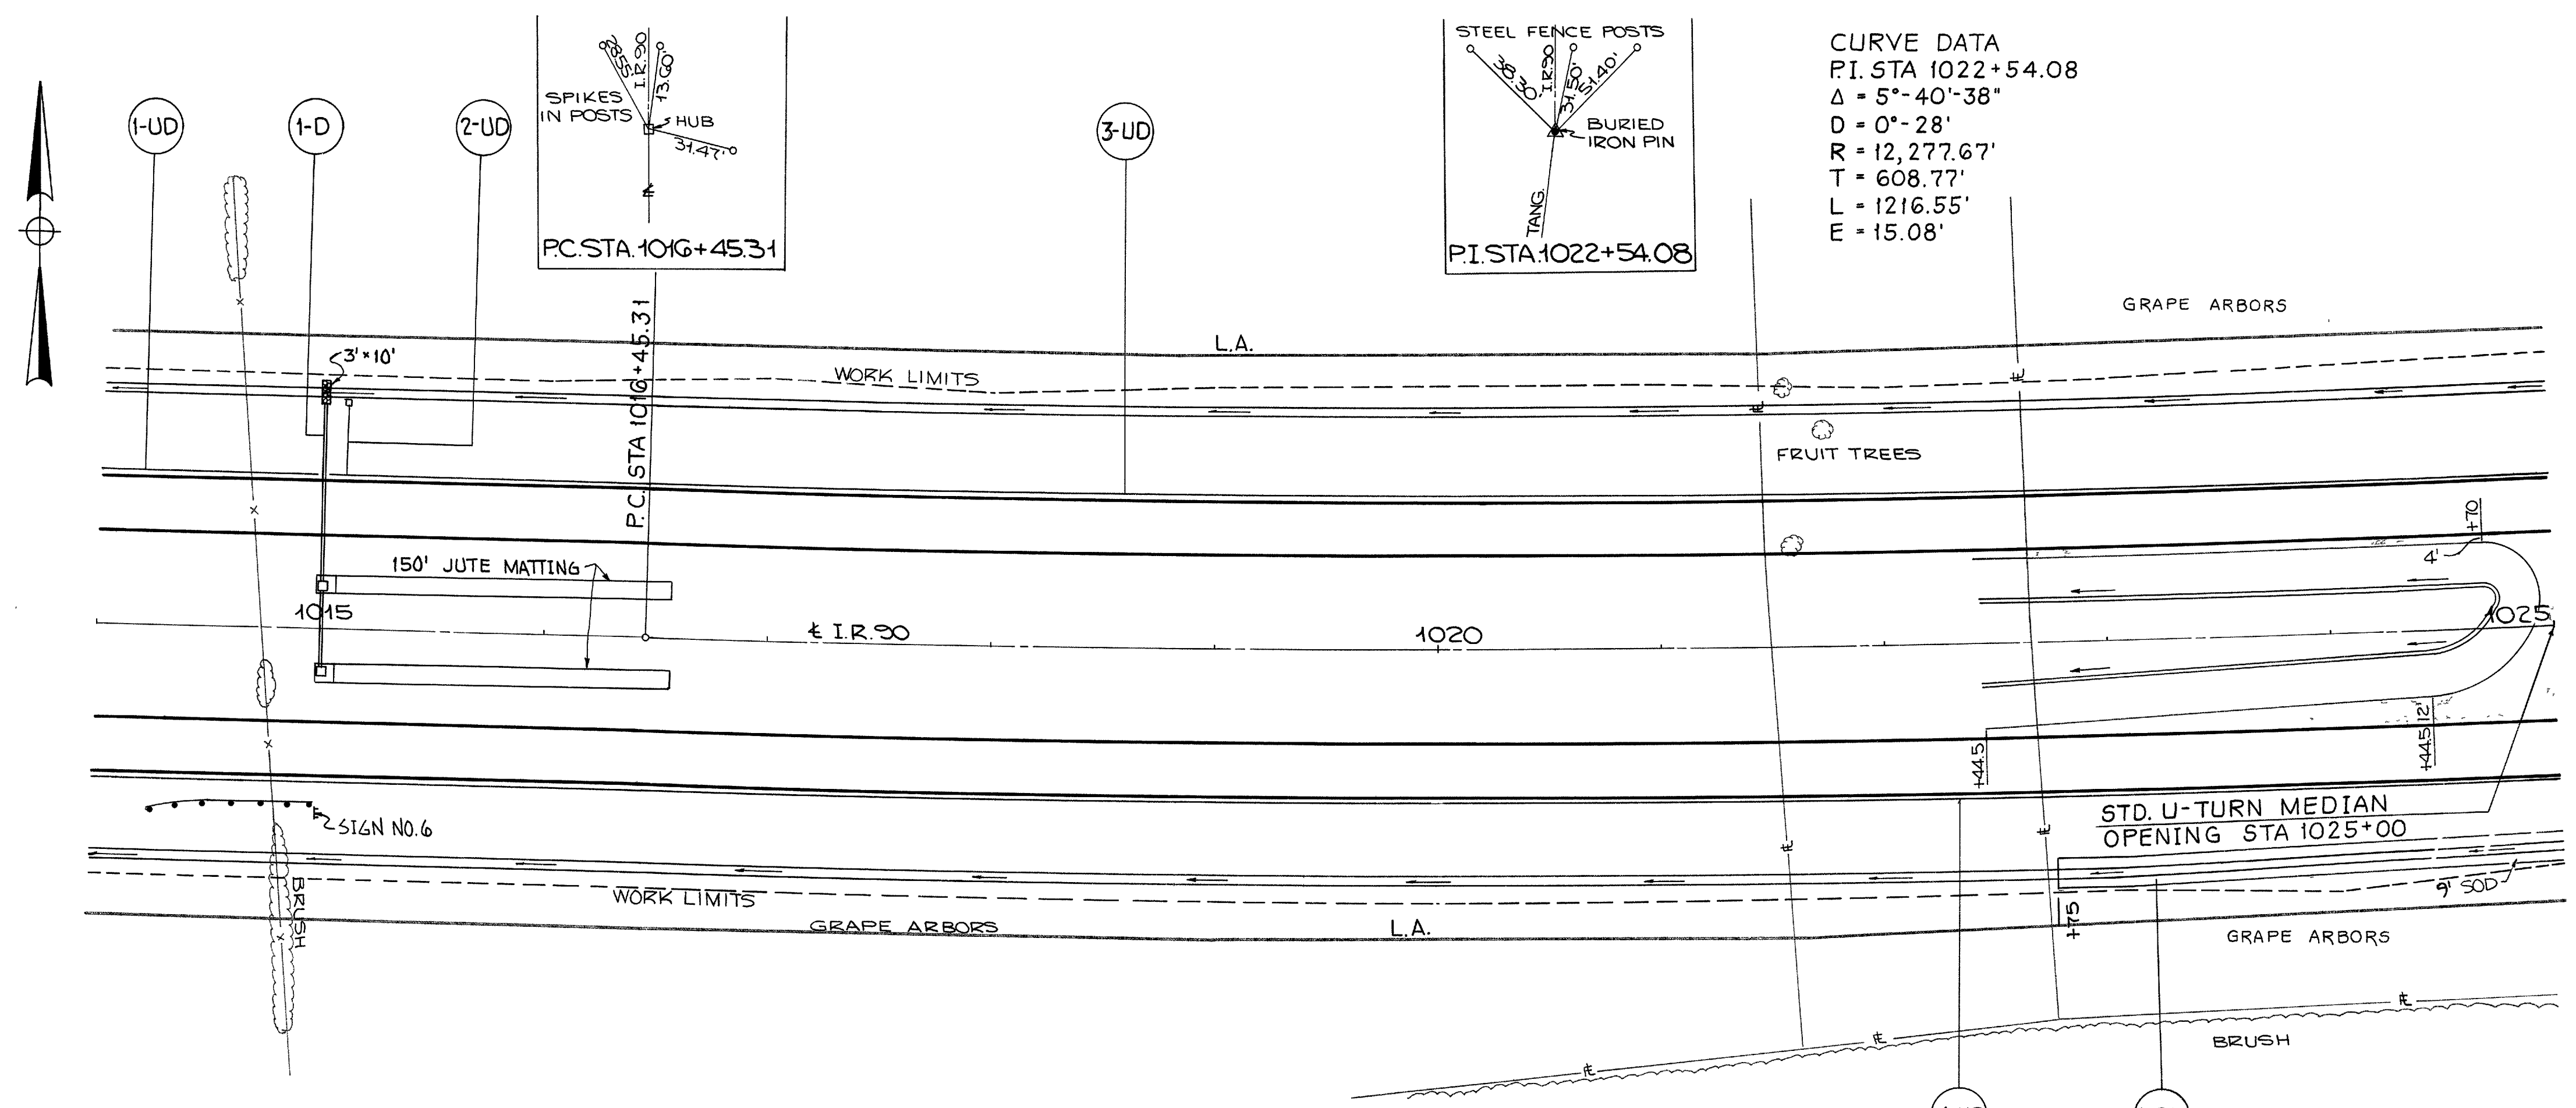 1-UD
1-D
2-UD
3-UD
28.55'
I.R.90
13.60'
SPIKES
IN POSTS
HUB
31.47'
P.C. STA. 1016+45.31
STEEL FENCE POSTS
38.30'
I.R.90
31.50'
51.40'
BURIED
IRON PIN
TANG.
P.I. STA. 1022+54.08
CURVE DATA
P.I. STA 1022+54.08
Δ = 5°-40'-38"
D = 0°-28'
R = 12,277.67'
T = 608.77'
L = 1216.55'
E = 15.08'
GRAPE ARBORS
L.A.
3'×10'
WORK LIMITS
P.C. STA 1016+45.31
FRUIT TREES
+70
4'
150' JUTE MATTING
1015
℄ I.R.90
1020
1025
+44.5
+44.5
12'
STD. U-TURN MEDIAN
OPENING STA 1025+00
SIGN NO.6
BRUSH
WORK LIMITS
GRAPE ARBORS
L.A.
+75
9' SOD
GRAPE ARBORS
BRUSH